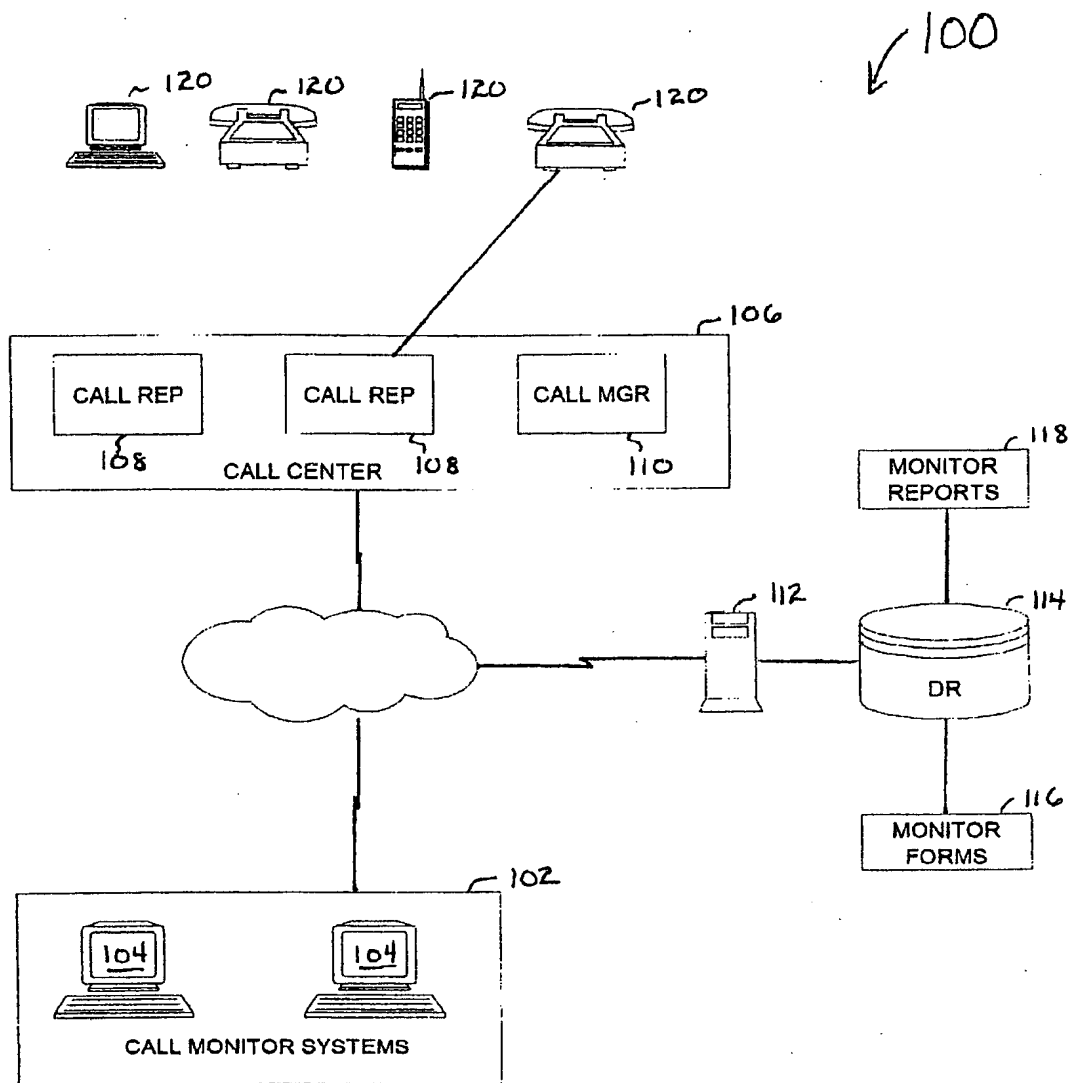 100
120
120
120
120
106
CALL REP
CALL REP
CALL MGR
108
108
110
CALL CENTER
118
MONITOR
REPORTS
112
114
DR
116
MONITOR
FORMS
102
104
104
CALL MONITOR SYSTEMS